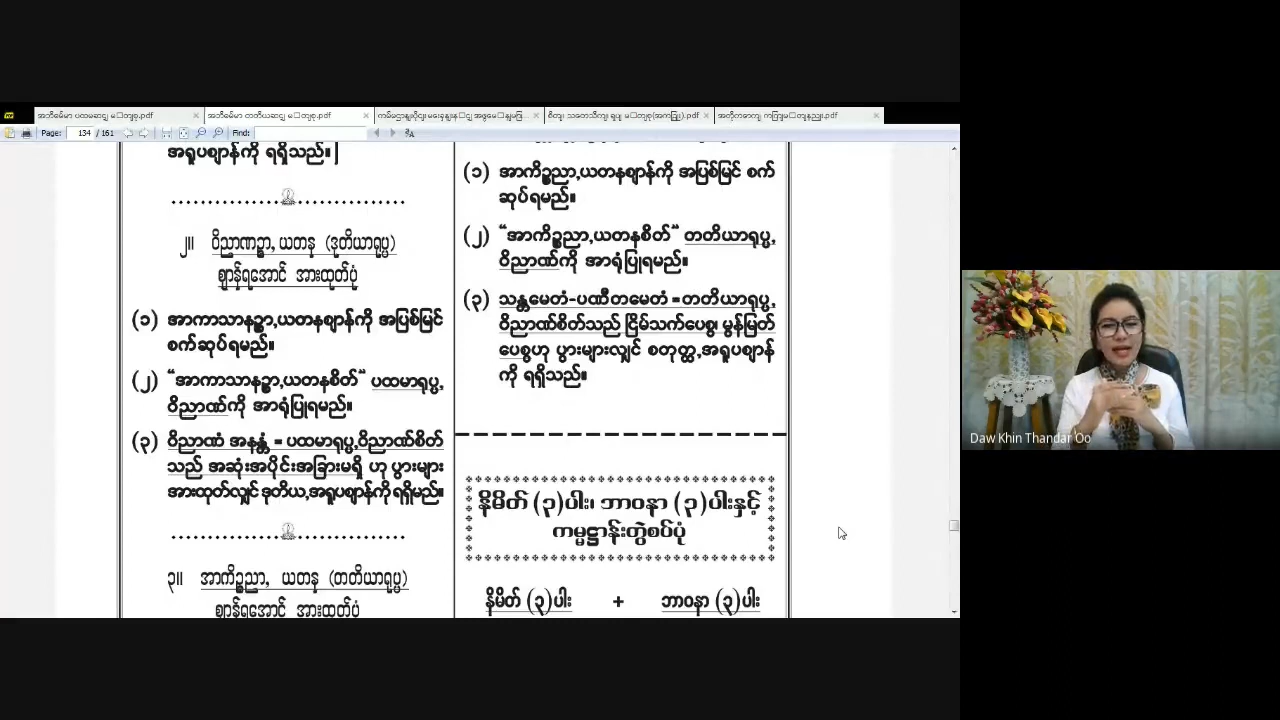 Page: 134 / 161 Find:
အရူပဈာန်ကို ရရှိသည်။
၂။ ဝိညာဏဉ္စာ,ယတန (ဒုတိယာရုပ္ပ)
ဈာန်ရအောင် အားထုတ်ပုံ
(၁) အာကာသာနဉ္စာ,ယတနဈာန်ကို အပြစ်မြင်
စက်ဆုပ်ရမည်။
(၂) “အာကာသာနဉ္စာ,ယတနစိတ်” ပထမာရုပ္ပ,
ဝိညာဏ်ကို အာရုံပြုရမည်။
(၃) ဝိညာဏံ အနန္တံ = ပထမာရုပ္ပ,ဝိညာဏ်စိတ်
သည် အဆုံးအပိုင်းအခြားမရှိ ဟု ပွားများ
အားထုတ်လျှင် ဒုတိယ,အရူပဈာန်ကို ရရှိမည်။
၃။ အာကိဉ္စညာ, ယတန (တတိယာရုပ္ပ)
ဈာန်ရအောင် အားထုတ်ပုံ
(၁) အာကိဉ္စညာ,ယတနဈာန်ကို အပြစ်မြင် စက်
ဆုပ်ရမည်။
(၂) “အာကိဉ္စညာ,ယတနစိတ်” တတိယာရုပ္ပ,
ဝိညာဏ်ကို အာရုံပြုရမည်။
(၃) သန္တမေတံ-ပဏီတမေတံ = တတိယာရုပ္ပ,
ဝိညာဏ်စိတ်သည် ငြိမ်သက်ပေစွ၊ မွန်မြတ်
ပေစွဟု ပွားများလျှင် စတုတ္ထ,အရူပဈာန်
ကို ရရှိသည်။
နိမိတ် (၃)ပါး၊ ဘာဝနာ (၃)ပါးနှင့်
ကမ္မဋ္ဌာန်းတွဲစပ်ပုံ
နိမိတ် (၃)ပါး + ဘာဝနာ (၃)ပါး
Daw Khin Thandar Oo